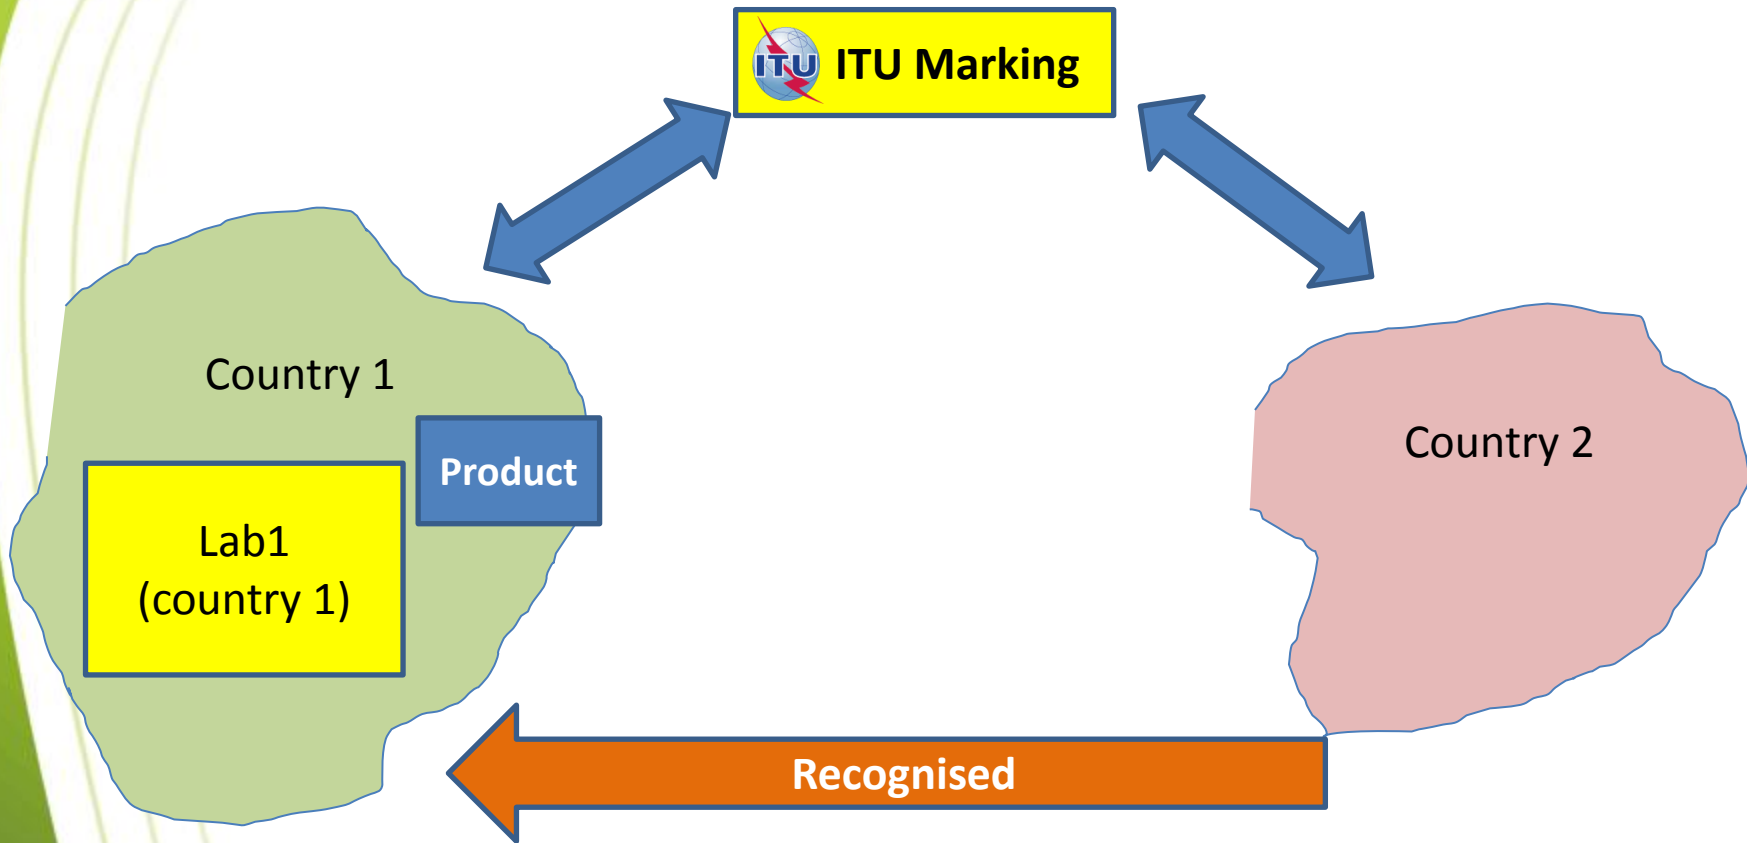 ITU ITU Marking
Country 1
Product
Country 2
Lab1
(country 1)
Recognised